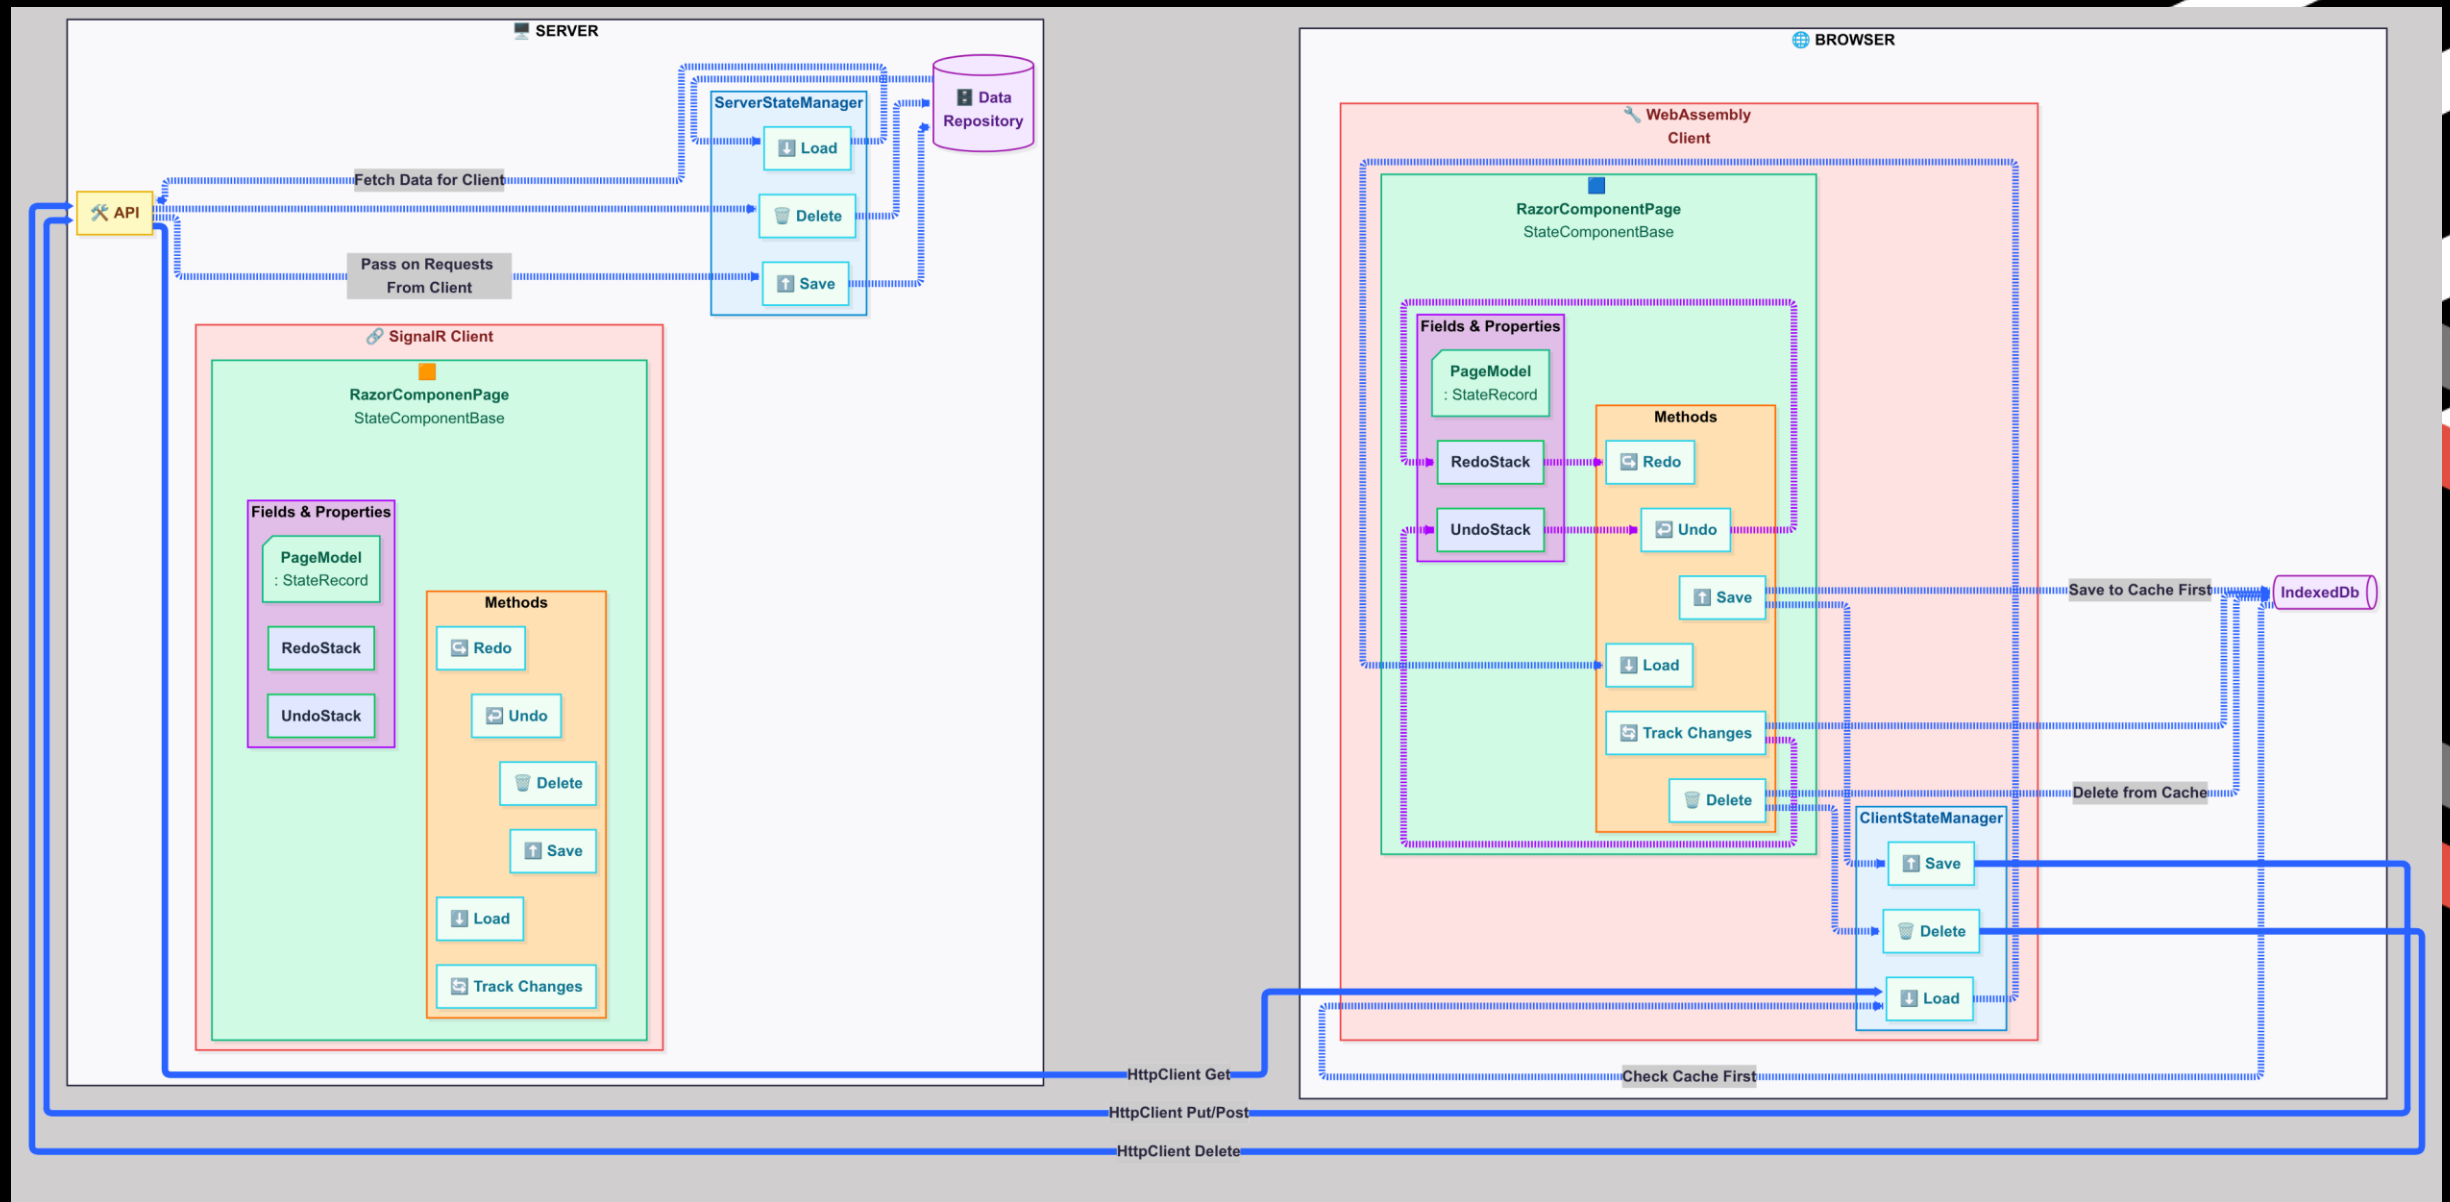 SERVER
ServerStateManager
Load
Delete
Save
Data
Repository
Fetch Data for Client
API
Pass on Requests
From Client
SignalR Client
RazorComponenPage
StateComponentBase
Fields & Properties
PageModel
: StateRecord
RedoStack
UndoStack
Methods
Redo
Undo
Delete
Save
Load
Track Changes
BROWSER
WebAssembly
Client
RazorComponentPage
StateComponentBase
Fields & Properties
PageModel
: StateRecord
RedoStack
UndoStack
Methods
Redo
Undo
Save
Load
Track Changes
Delete
Save to Cache First
IndexedDb
Delete from Cache
ClientStateManager
Save
Delete
Load
Check Cache First
HttpClient Get
HttpClient Put/Post
HttpClient Delete